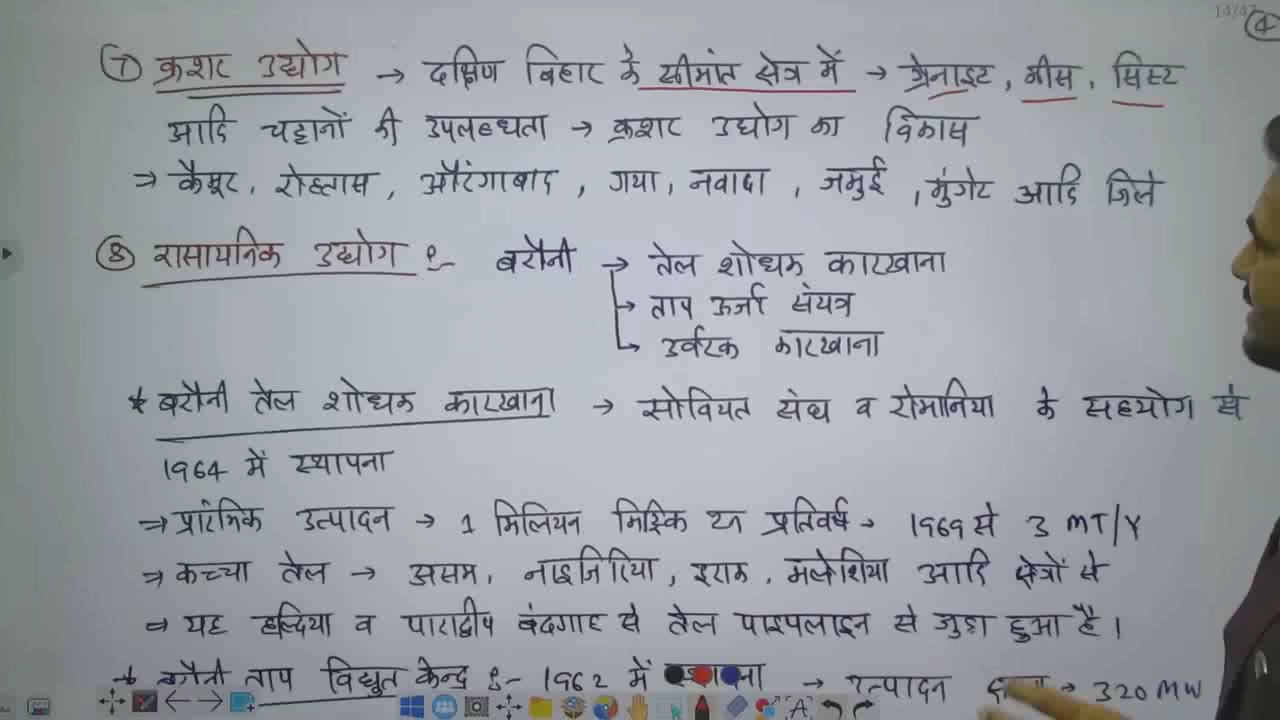 14/47
④
⑦ क्रशर उद्योग → दक्षिण बिहार के सीमांत क्षेत्र में → ग्रेनाइट, नीस, सिस्ट
आदि चट्टानों की उपलब्धता → क्रशर उद्योग का विकास
⇒ कैमूर, रोहतास, औरंगाबाद, गया, नवादा, जमुई, मुंगेर आदि जिले
⑧ रासायनिक उद्योग :- बरौनी → तेल शोधक कारखाना
→ ताप ऊर्जा संयत्र
→ उर्वरक कारखाना
* बरौनी तेल शोधक कारखाना → सोवियत संघ व रोमानिया के सहयोग से
1964 में स्थापना
⇒ प्रारंभिक उत्पादन → 1 मिलियन मिट्रिक टन प्रतिवर्ष, 1969 से 3 MT/Y
⇒ कच्चा तेल → असम, नाइजिरिया, इराक, मलेशिया आदि क्षेत्रों से
⇒ यह हल्दिया व पाराद्वीप बंदरगाह से तेल पाइपलाइन से जुड़ा हुआ है।
* बरौनी ताप विद्युत केन्द्र :- 1962 में स्थापना → उत्पादन → 320 MW